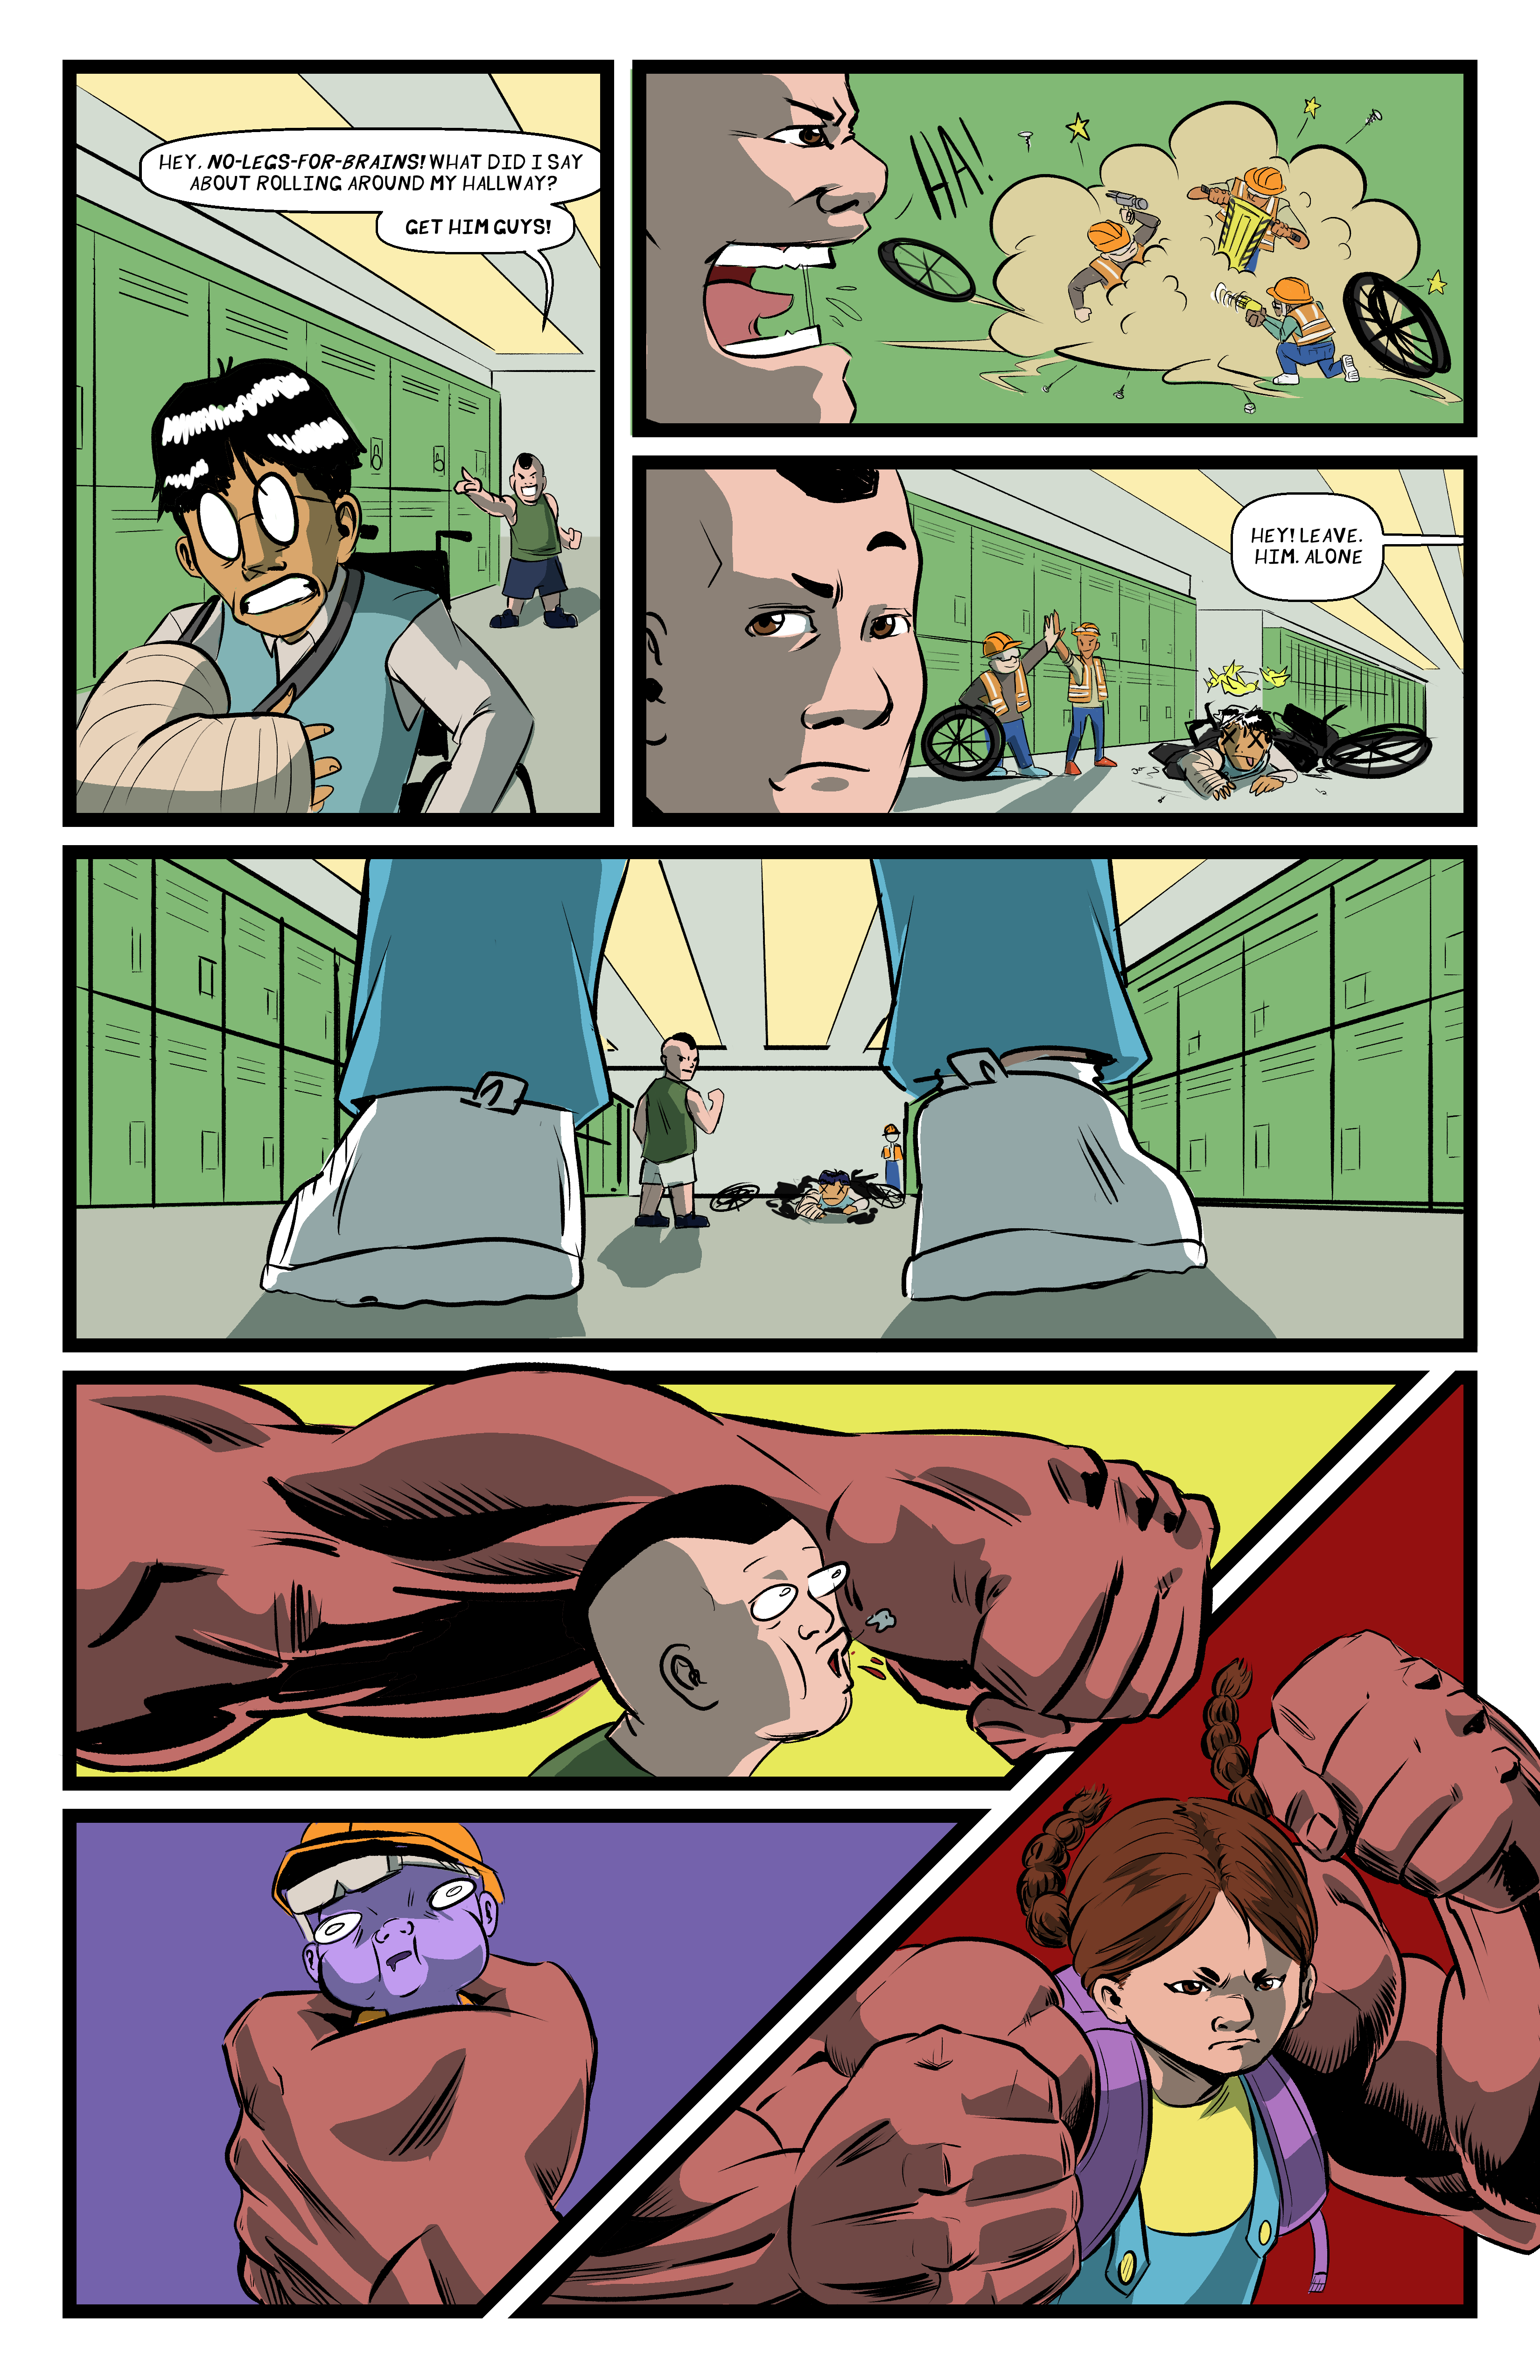 HEY, NO-LEGS-FOR-BRAINS! WHAT DID I SAY
ABOUT ROLLING AROUND MY HALLWAY?
GET HIM GUYS!
HA!
HEY! LEAVE.
HIM. ALONE